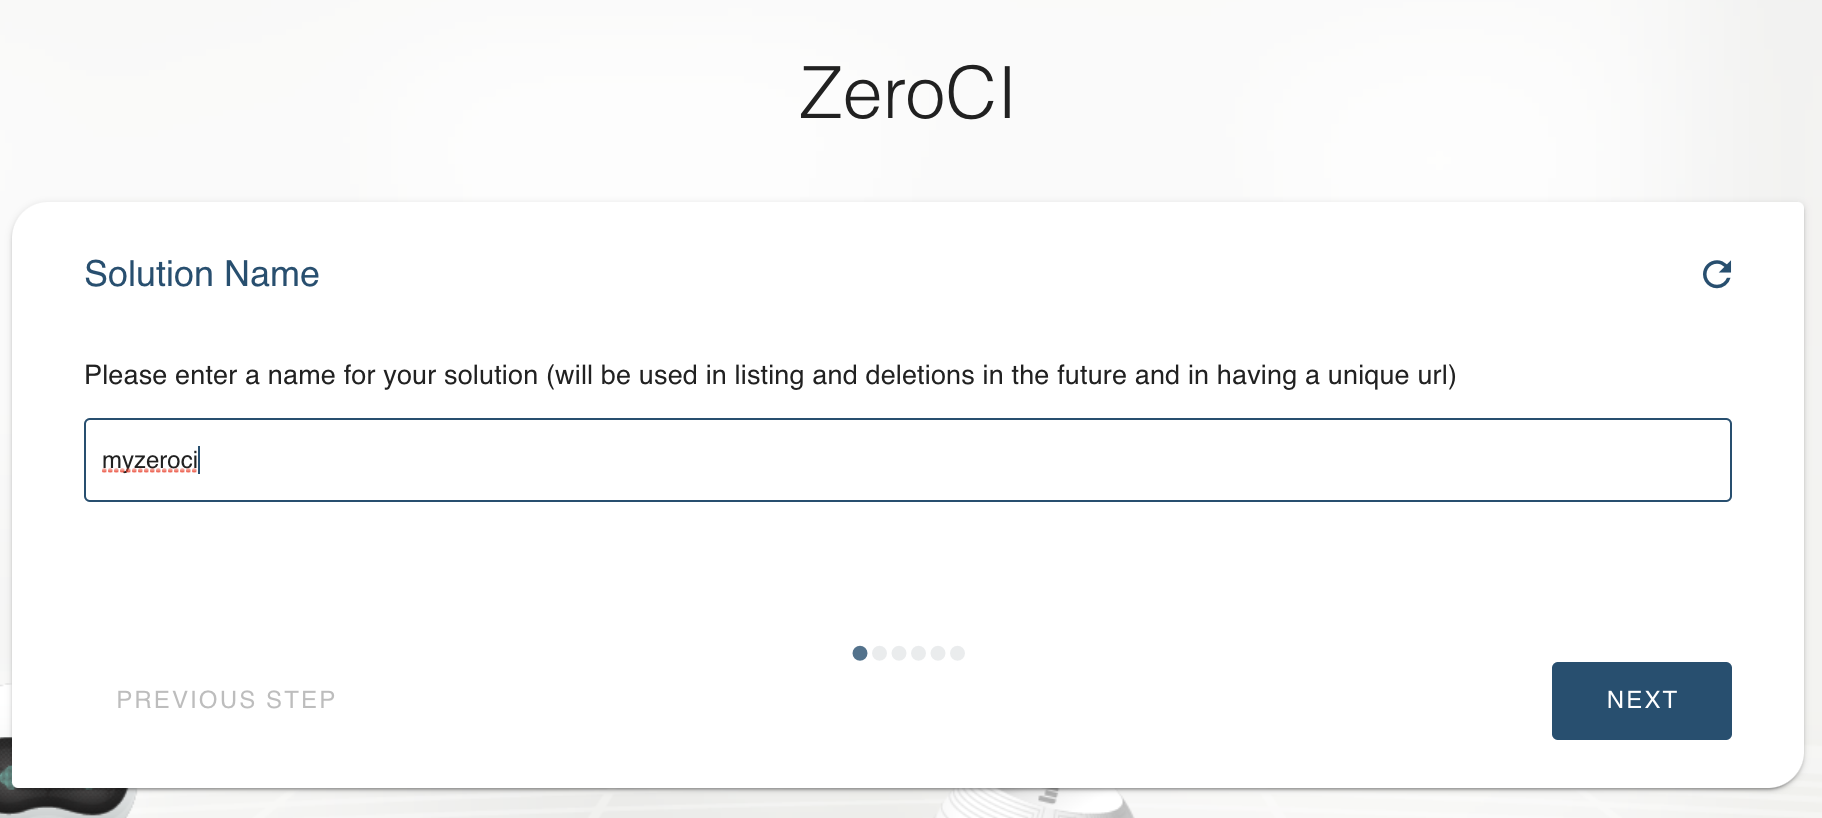 ZeroCI
Solution Name
Please enter a name for your solution (will be used in listing and deletions in the future and in having a unique url)
myzeroci
PREVIOUS STEP
NEXT